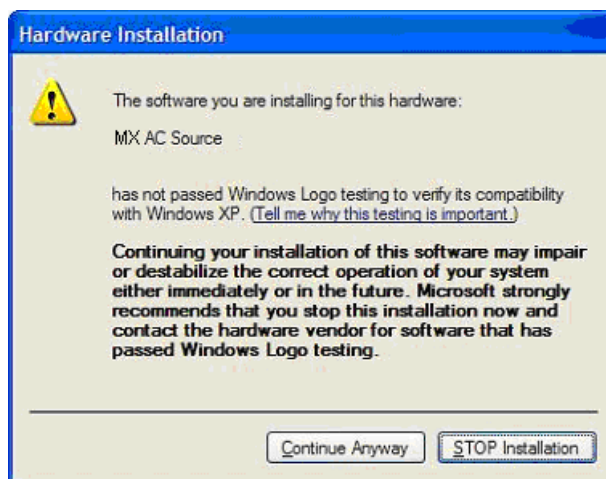 Hardware Installation
The software you are installing for this hardware:
MX AC Source
has not passed Windows Logo testing to verify its compatibility
with Windows XP. (Tell me why this testing is important.)
Continuing your installation of this software may impair
or destabilize the correct operation of your system
either immediately or in the future. Microsoft strongly
recommends that you stop this installation now and
contact the hardware vendor for software that has
passed Windows Logo testing.
Continue Anyway
STOP Installation